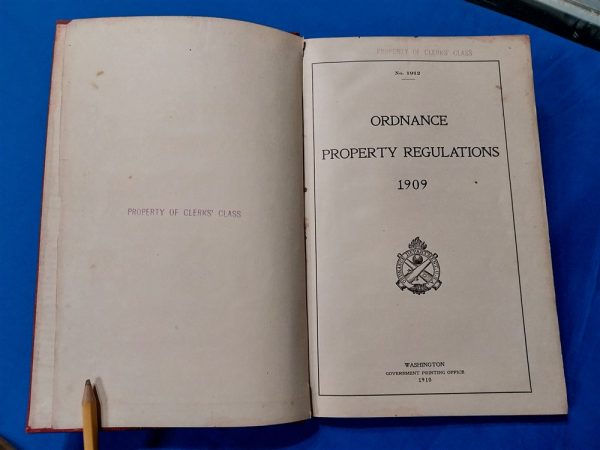 PROPERTY OF CLERKS' CLASS
PROPERTY OF CLERKS' CLASS
No. 1912
ORDNANCE
PROPERTY REGULATIONS
1909
WASHINGTON
GOVERNMENT PRINTING OFFICE
1910